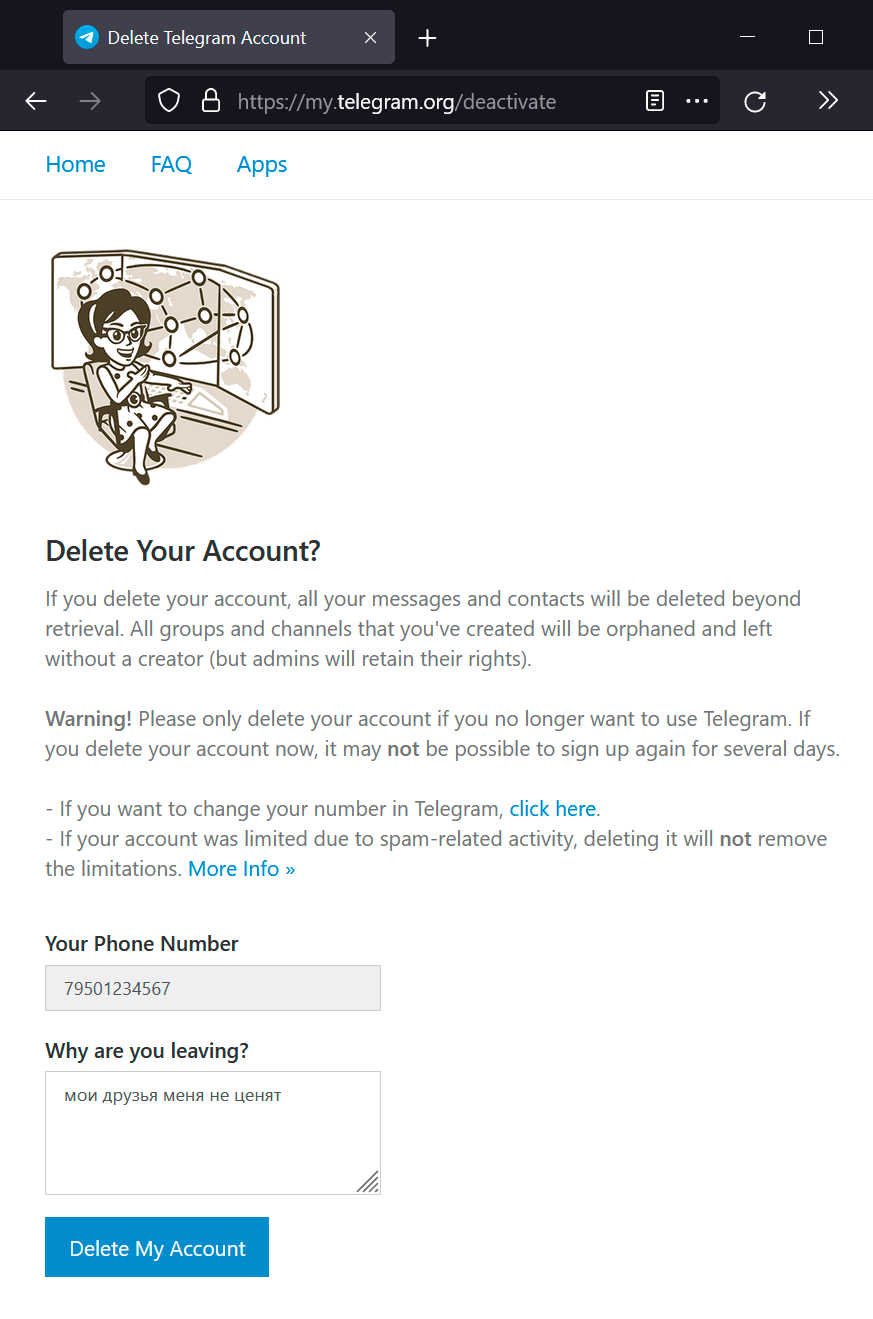 Delete Telegram Account
https://my.telegram.org/deactivate
Home FAQ Apps
Delete Your Account?
If you delete your account, all your messages and contacts will be deleted beyond
retrieval. All groups and channels that you've created will be orphaned and left
without a creator (but admins will retain their rights).
Warning! Please only delete your account if you no longer want to use Telegram. If
you delete your account now, it may not be possible to sign up again for several days.
- If you want to change your number in Telegram, click here.
- If your account was limited due to spam-related activity, deleting it will not remove
the limitations. More Info »
Your Phone Number
79501234567
Why are you leaving?
мои друзья меня не ценят
Delete My Account